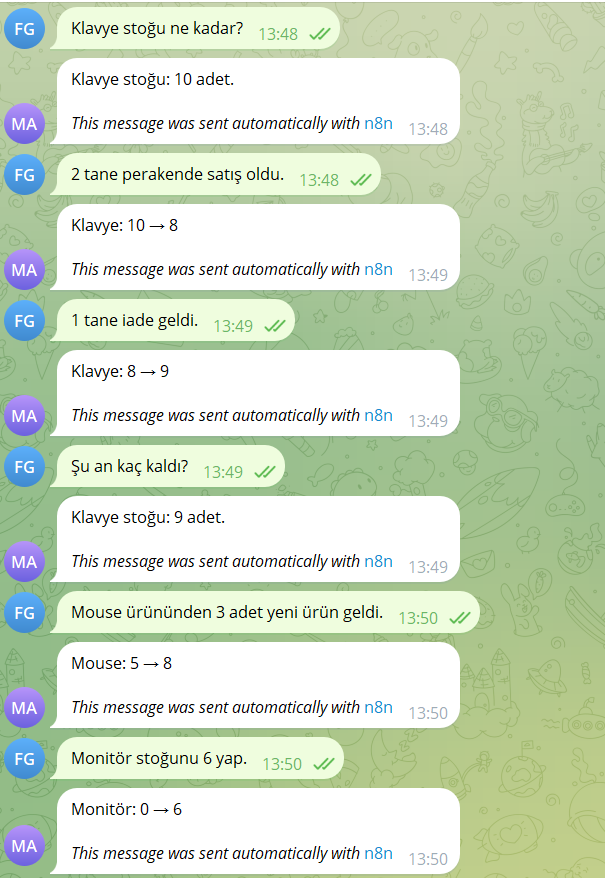 FG
Klavye stoğu ne kadar? 13:48
Klavye stoğu: 10 adet.
MA
This message was sent automatically with n8n 13:48
FG
2 tane perakende satış oldu. 13:48
Klavye: 10 → 8
MA
This message was sent automatically with n8n 13:49
FG
1 tane iade geldi. 13:49
Klavye: 8 → 9
MA
This message was sent automatically with n8n 13:49
FG
Şu an kaç kaldı? 13:49
Klavye stoğu: 9 adet.
MA
This message was sent automatically with n8n 13:49
FG
Mouse ürününden 3 adet yeni ürün geldi. 13:50
Mouse: 5 → 8
MA
This message was sent automatically with n8n 13:50
FG
Monitör stoğunu 6 yap. 13:50
Monitör: 0 → 6
MA
This message was sent automatically with n8n 13:50